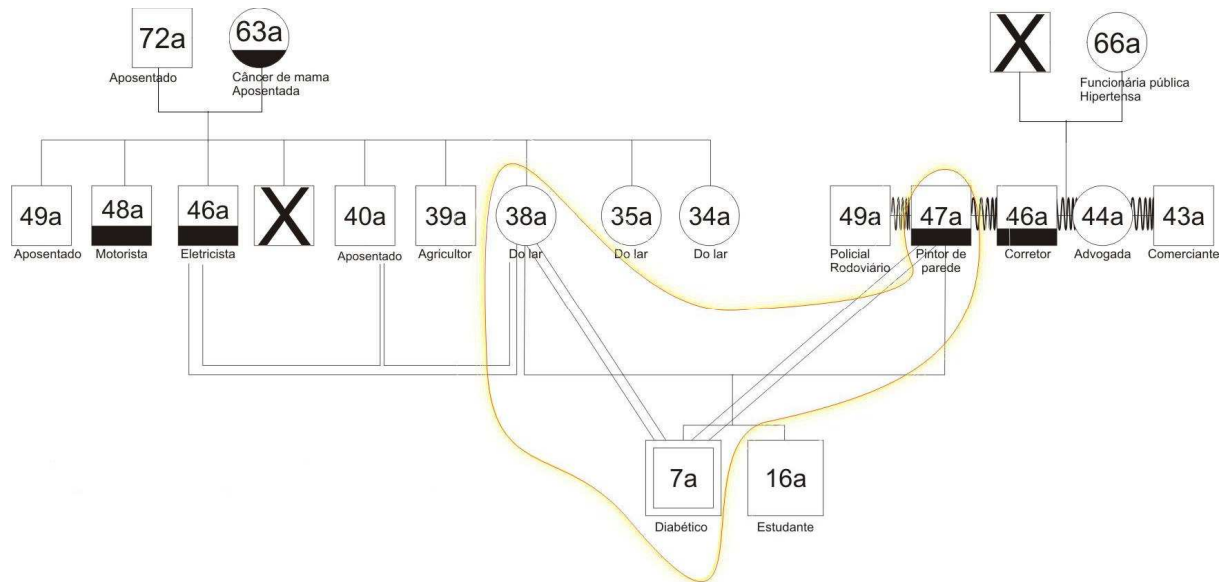 72a
63a
Aposentado
Câncer de mama
Aposentada
X
66a
Funcionária pública
Hipertensa
49a
48a
46a
X
40a
39a
38a
35a
34a
Aposentado
Motorista
Eletricista
Aposentado
Agricultor
Do lar
Do lar
Do lar
49a
47a
46a
44a
43a
Policial
Rodoviário
Pintor de
parede
Corretor
Advogada
Comerciante
7a
16a
Diabético
Estudante